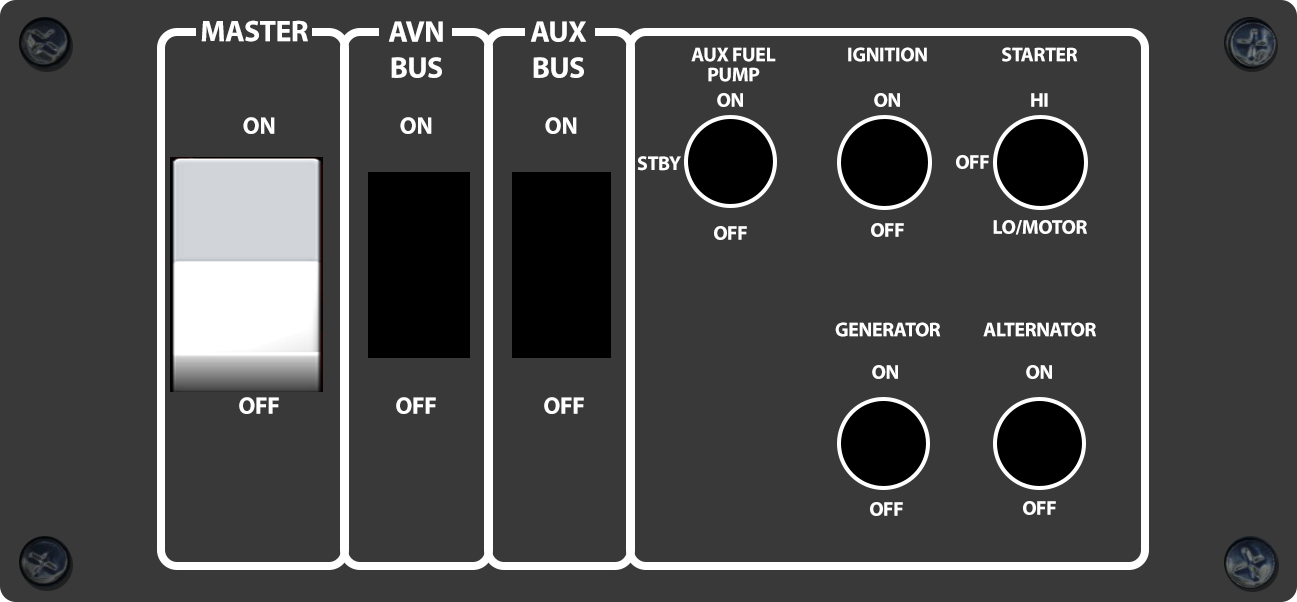 MASTER
ON
OFF
AVN
BUS
ON
OFF
AUX
BUS
ON
OFF
AUX FUEL
PUMP
ON
STBY
OFF
IGNITION
ON
OFF
STARTER
HI
OFF
LO/MOTOR
GENERATOR
ON
OFF
ALTERNATOR
ON
OFF